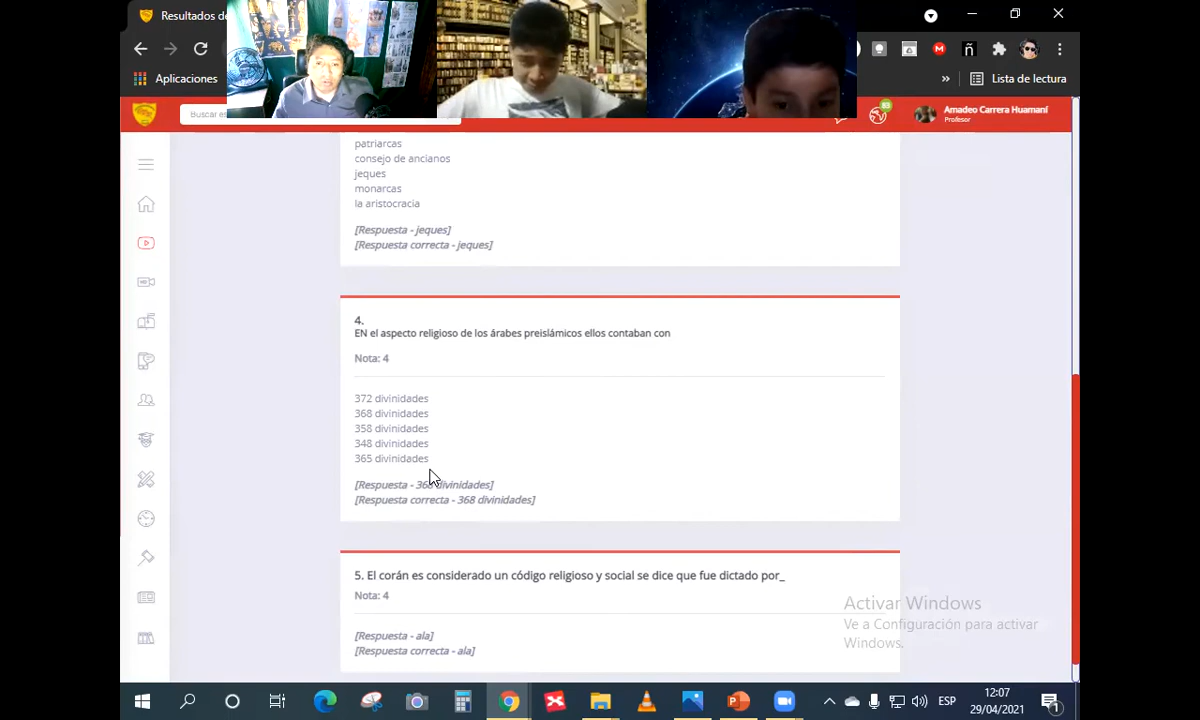 Resultados de
Aplicaciones
Lista de lectura
Buscar
83
Amadeo Carrera Huamaní
Profesor
patriarcas
consejo de ancianos
jeques
monarcas
la aristocracia
[Respuesta - jeques]
[Respuesta correcta - jeques]
4.
EN el aspecto religioso de los árabes preislámicos ellos contaban con
Nota: 4
372 divinidades
368 divinidades
358 divinidades
348 divinidades
365 divinidades
[Respuesta - 368 divinidades]
[Respuesta correcta - 368 divinidades]
5. El corán es considerado un código religioso y social se dice que fue dictado por_
Nota: 4
[Respuesta - ala]
[Respuesta correcta - ala]
Activar Windows
Ve a Configuración para activar
Windows.
ESP
12:07
29/04/2021